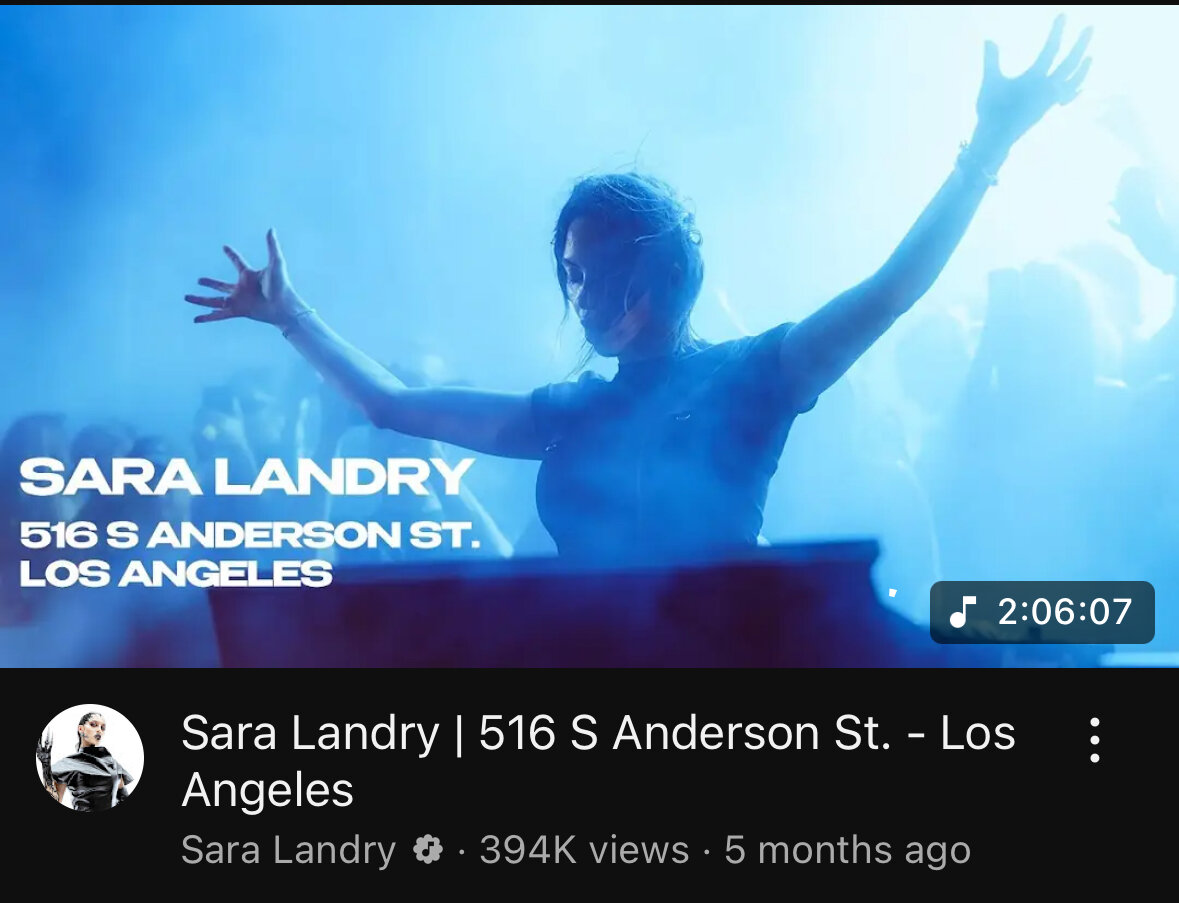 SARA LANDRY
516 S ANDERSON ST.
LOS ANGELES
2:06:07
Sara Landry | 516 S Anderson St. - Los
Angeles
Sara Landry · 394K views · 5 months ago